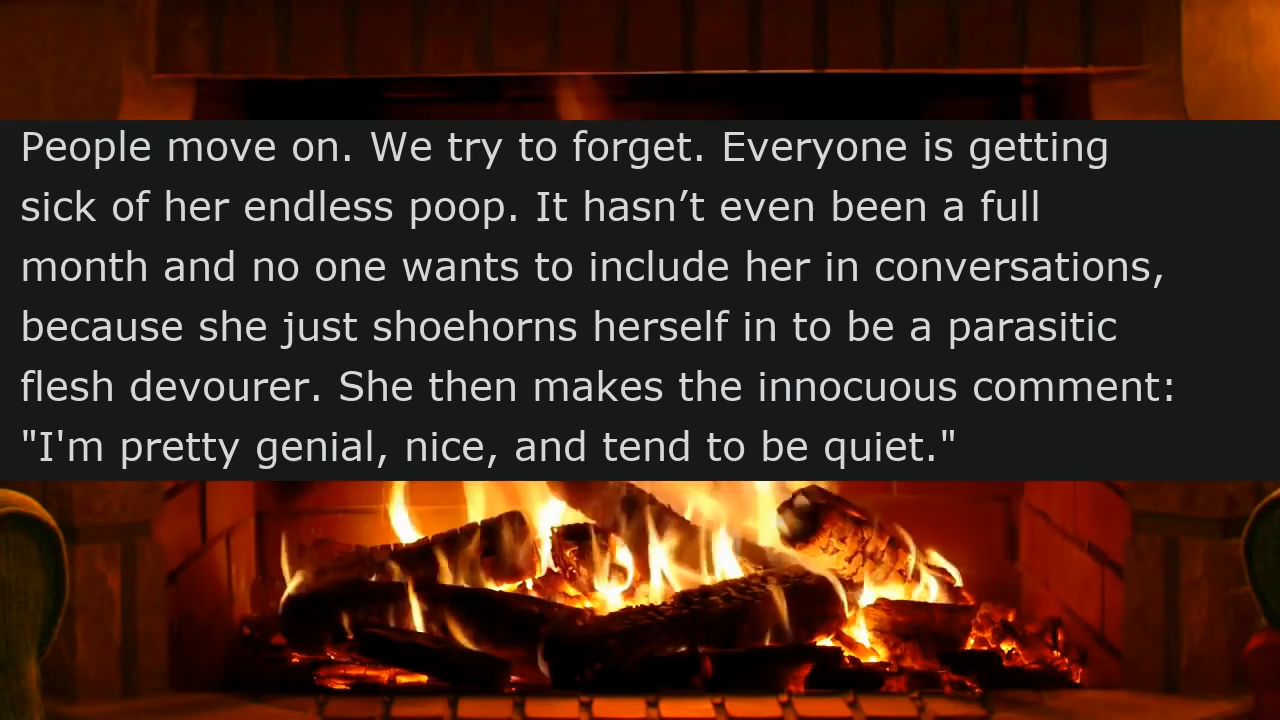 People move on. We try to forget. Everyone is getting
sick of her endless poop. It hasn’t even been a full
month and no one wants to include her in conversations,
because she just shoehorns herself in to be a parasitic
flesh devourer. She then makes the innocuous comment:
"I'm pretty genial, nice, and tend to be quiet."